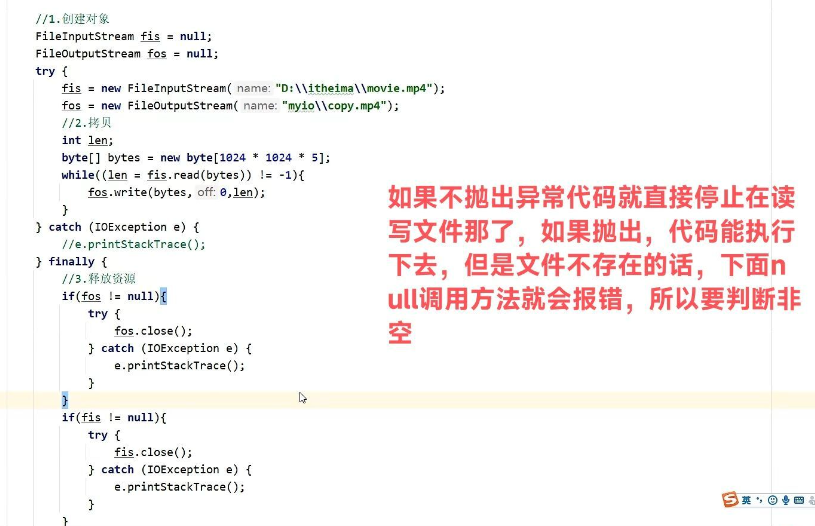 //1.创建对象
FileInputStream fis = null;
FileOutputStream fos = null;
try {
fis = new FileInputStream( name: "D:\\itheima\\movie.mp4");
fos = new FileOutputStream( name: "myio\\copy.mp4");
//2.拷贝
int len;
byte[] bytes = new byte[1024 * 1024 * 5];
while((len = fis.read(bytes)) != -1){
fos.write(bytes, off: 0,len);
}
} catch (IOException e) {
//e.printStackTrace();
} finally {
//3.释放资源
if(fos != null){
try {
fos.close();
} catch (IOException e) {
e.printStackTrace();
}
}
if(fis != null){
try {
fis.close();
} catch (IOException e) {
e.printStackTrace();
}
}
如果不抛出异常代码就直接停止在读
写文件那了，如果抛出，代码能执行
下去，但是文件不存在的话，下面n
ull调用方法就会报错，所以要判断非
空
S 英